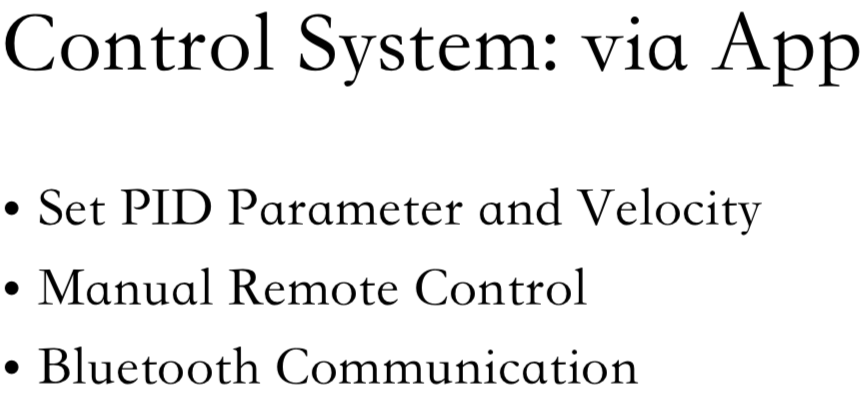 Control System: via App
• Set PID Parameter and Velocity
• Manual Remote Control
• Bluetooth Communication